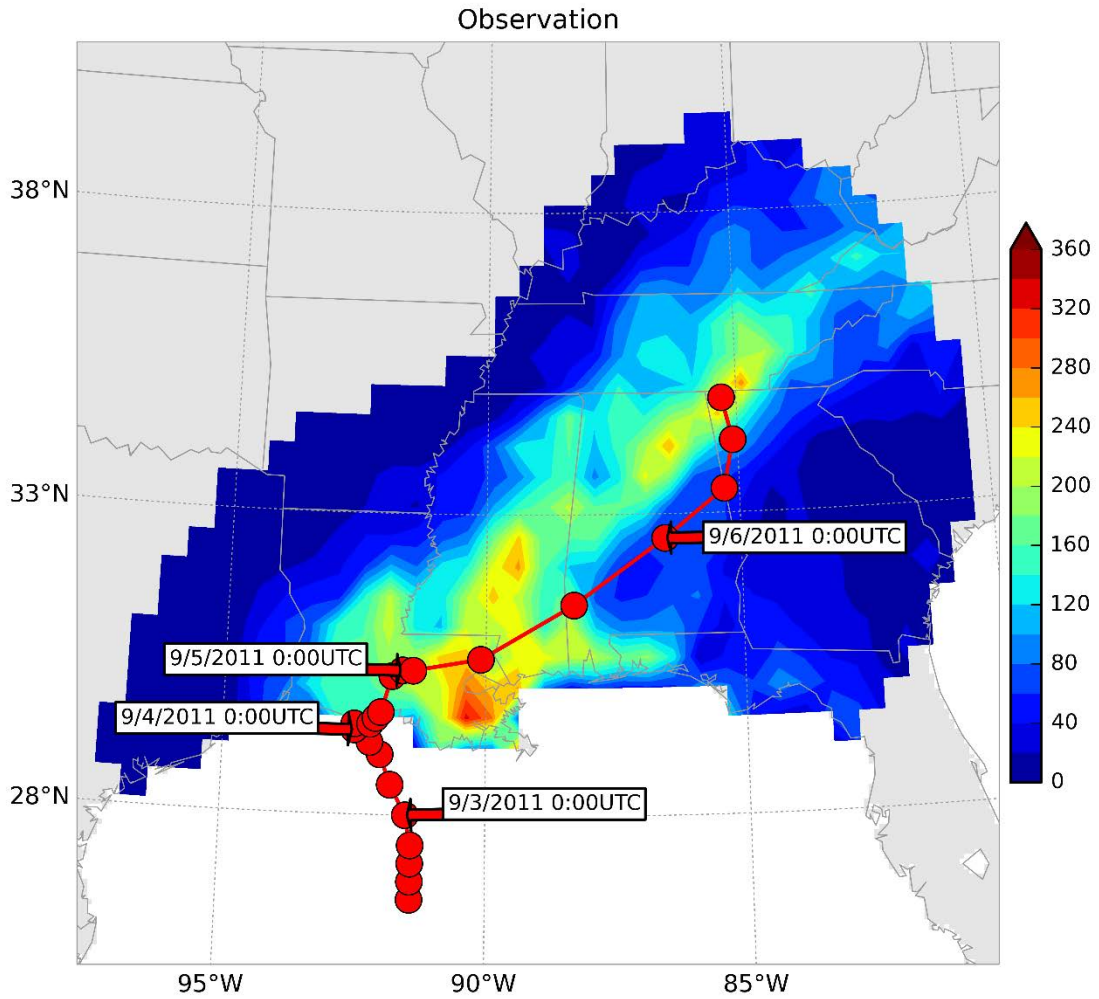 Observation
38°N
33°N
28°N
95°W
90°W
85°W
9/6/2011 0:00UTC
9/5/2011 0:00UTC
9/4/2011 0:00UTC
9/3/2011 0:00UTC
360
320
280
240
200
160
120
80
40
0